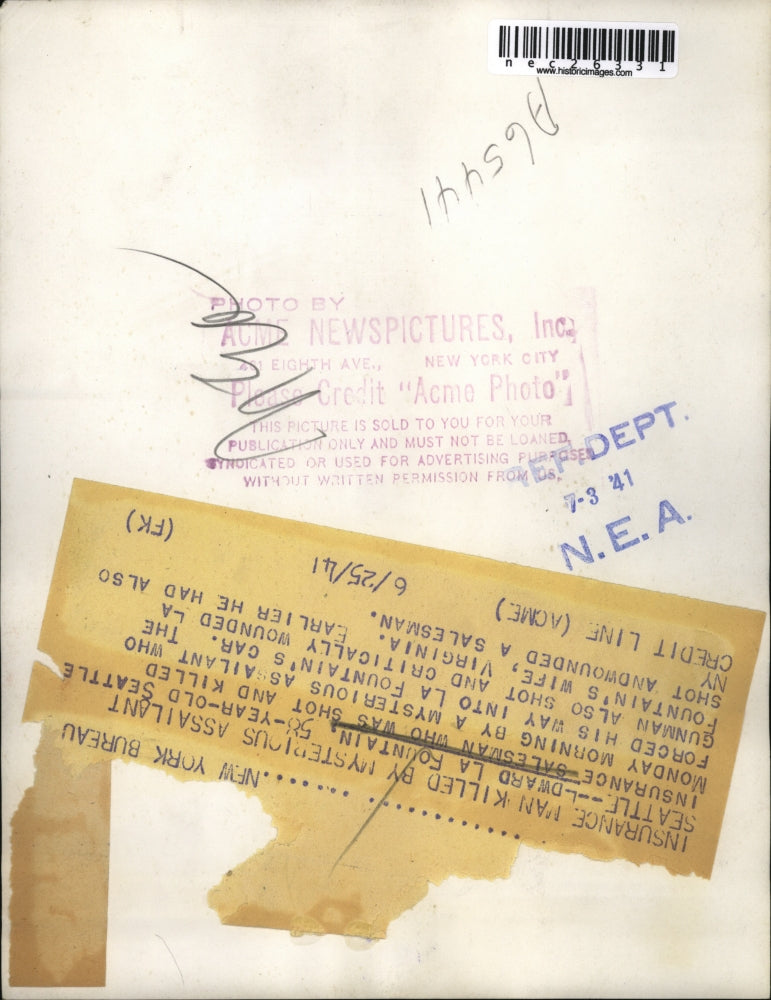 nec26331
www.historicimages.com
A65441
PHOTO BY
ACME NEWSPICTURES, Inc.
461 EIGHTH AVE., NEW YORK CITY
Please Credit "Acme Photo"
THIS PICTURE IS SOLD TO YOU FOR YOUR
PUBLICATION ONLY AND MUST NOT BE LOANED,
SYNDICATED OR USED FOR ADVERTISING PURPOSES
WITHOUT WRITTEN PERMISSION FROM US.
REF. DEPT.
7-3 '41
N.E.A.
NEW YORK BUREAU
INSURANCE MAN KILLED BY MYSTERIOUS ASSAILANT
SEATTLE--EDWARD LA FOUNTAIN, 58-YEAR-OLD SEATTLE
INSURANCE SALESMAN WHO WAS SHOT AND KILLED
MONDAY MORNING BY A MYSTERIOUS ASSAILANT WHO
FORCED HIS WAY INTO LA FOUNTAIN'S CAR. THE
GUNMAN ALSO SHOT AND CRITICALLY WOUNDED LA
FOUNTAIN'S WIFE, VIRGINIA. EARLIER HE HAD ALSO
SHOT ANDWOUNDED A SALESMAN.
NY
CREDIT LINE (ACME) 6/25/41 (FK)